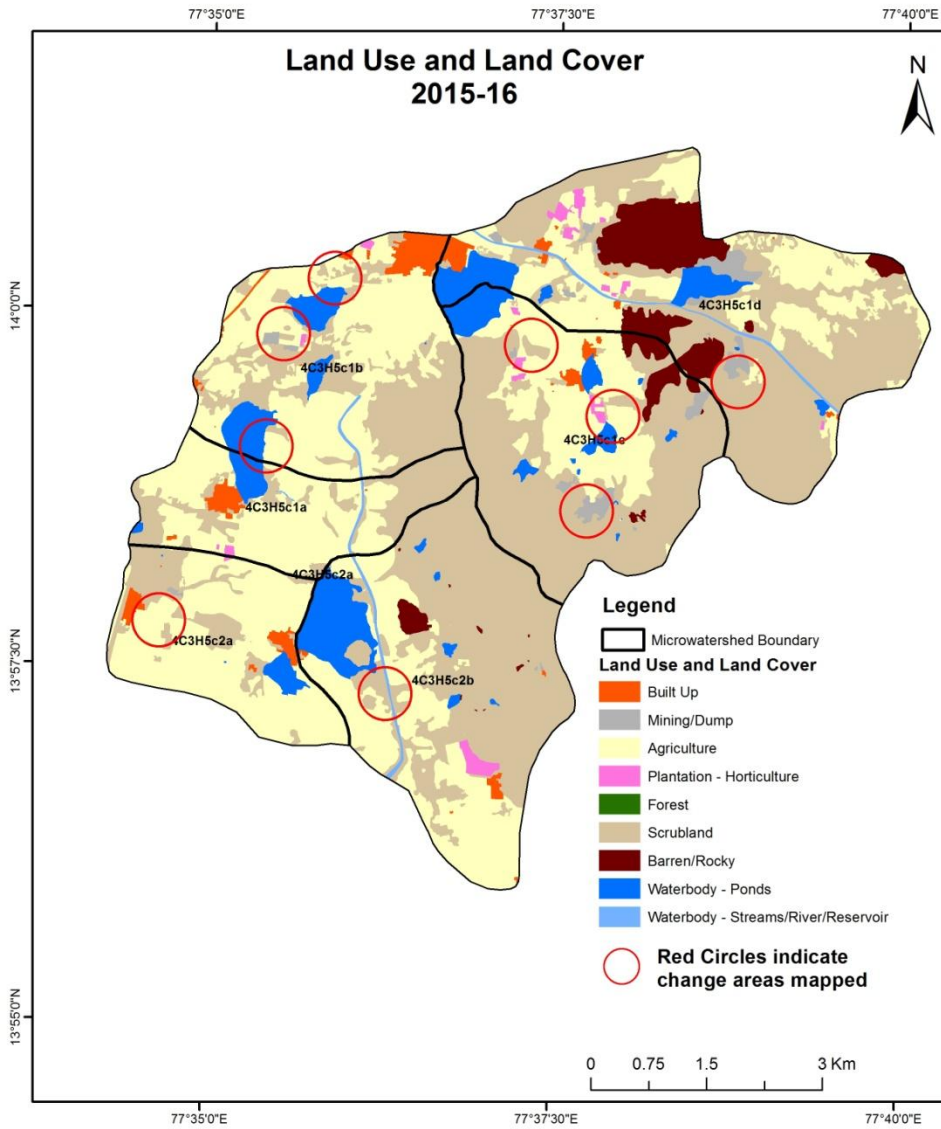 77°35'0"E
77°37'30"E
77°40'0"E
Land Use and Land Cover
2015-16
N
14°0'0"N
4C3H5c1d
4C3H5c1b
4C3H5c1c
4C3H5c1a
4C3H5c2a
4C3H5c2a
4C3H5c2b
13°57'30"N
Legend
Microwatershed Boundary
Land Use and Land Cover
Built Up
Mining/Dump
Agriculture
Plantation - Horticulture
Forest
Scrubland
Barren/Rocky
Waterbody - Ponds
Waterbody - Streams/River/Reservoir
Red Circles indicate
change areas mapped
13°55'0"N
0 0.75 1.5 3 Km
77°35'0"E
77°37'30"E
77°40'0"E